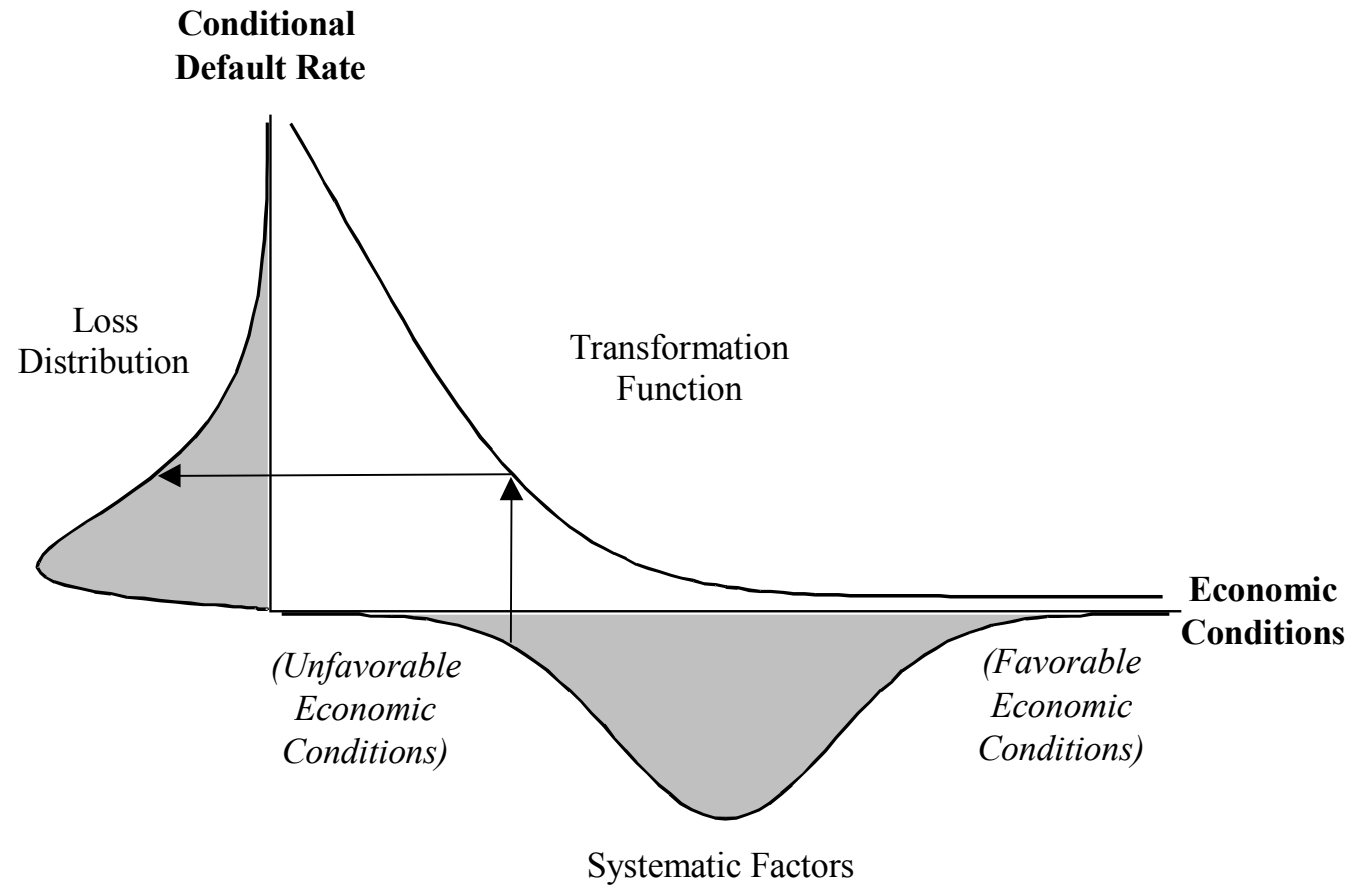 Conditional
Default Rate
Loss
Distribution
Transformation
Function
Economic
Conditions
(Unfavorable
Economic
Conditions)
(Favorable
Economic
Conditions)
Systematic Factors